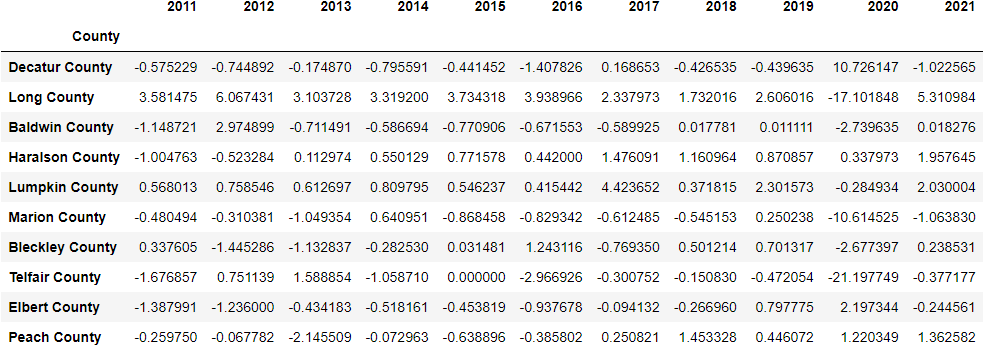 2011 2012 2013 2014 2015 2016 2017 2018 2019 2020 2021
County
Decatur County -0.575229 -0.744892 -0.174870 -0.795591 -0.441452 -1.407826 0.168653 -0.426535 -0.439635 10.726147 -1.022565
Long County 3.581475 6.067431 3.103728 3.319200 3.734318 3.938966 2.337973 1.732016 2.606016 -17.101848 5.310984
Baldwin County -1.148721 2.974899 -0.711491 -0.586694 -0.770906 -0.671553 -0.589925 0.017781 0.011111 -2.739635 0.018276
Haralson County -1.004763 -0.523284 0.112974 0.550129 0.771578 0.442000 1.476091 1.160964 0.870857 0.337973 1.957645
Lumpkin County 0.568013 0.758546 0.612697 0.809795 0.546237 0.415442 4.423652 0.371815 2.301573 -0.284934 2.030004
Marion County -0.480494 -0.310381 -1.049354 0.640951 -0.868458 -0.829342 -0.612485 -0.545153 0.250238 -10.614525 -1.063830
Bleckley County 0.337605 -1.445286 -1.132837 -0.282530 0.031481 1.243116 -0.769350 0.501214 0.701317 -2.677397 0.238531
Telfair County -1.676857 0.751139 1.588854 -1.058710 0.000000 -2.966926 -0.300752 -0.150830 -0.472054 -21.197749 -0.377177
Elbert County -1.387991 -1.236000 -0.434183 -0.518161 -0.453819 -0.937678 -0.094132 -0.266960 0.797775 2.197344 -0.244561
Peach County -0.259750 -0.067782 -2.145509 -0.072963 -0.638896 -0.385802 0.250821 1.453328 0.446072 1.220349 1.362582